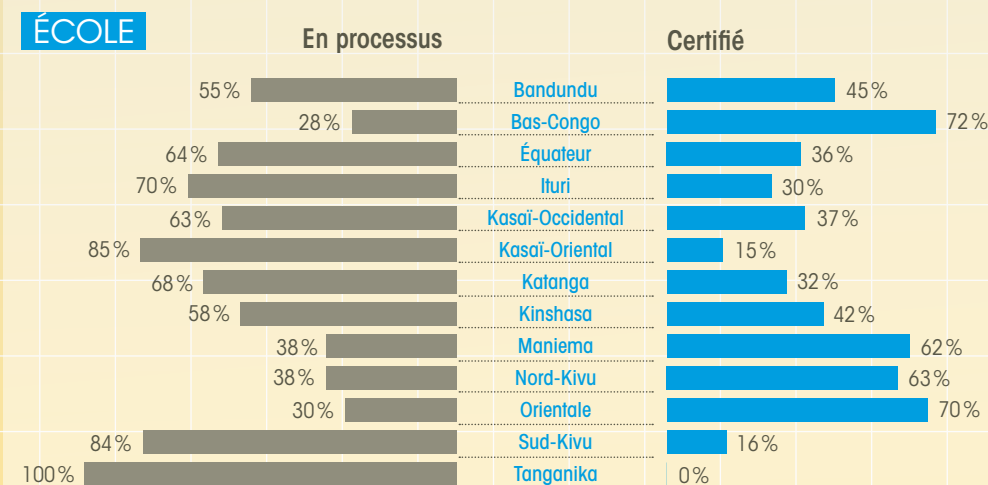 ÉCOLE
En processus Certifié
55% Bandundu 45%
28% Bas-Congo 72%
64% Équateur 36%
70% Ituri 30%
63% Kasaï-Occidental 37%
85% Kasaï-Oriental 15%
68% Katanga 32%
58% Kinshasa 42%
38% Maniema 62%
38% Nord-Kivu 63%
30% Orientale 70%
84% Sud-Kivu 16%
100% Tanganika 0%